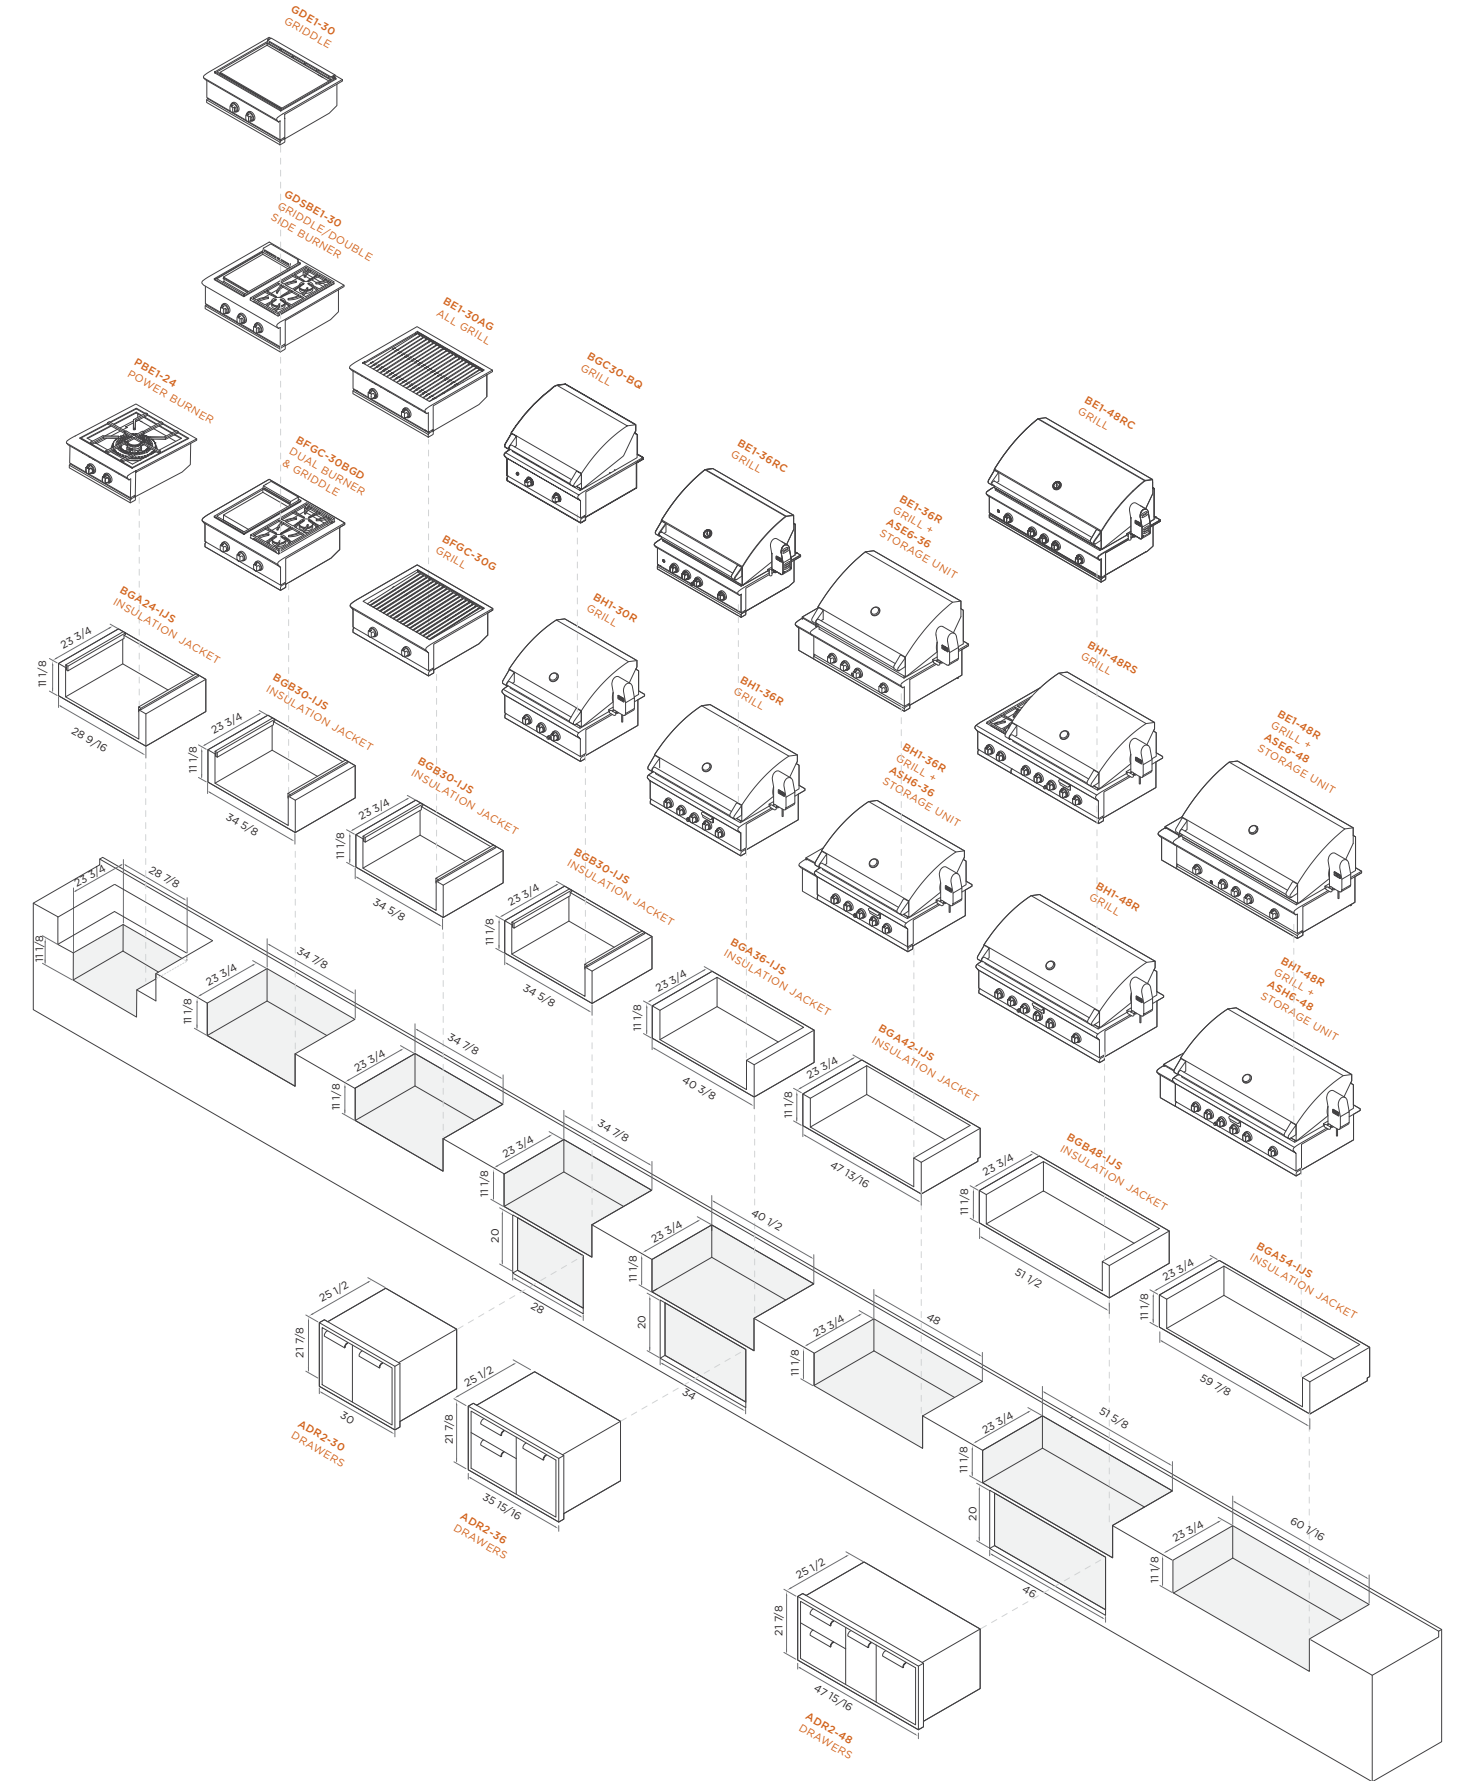 GDE1-30
GRIDDLE
GDSBE1-30
GRIDDLE/DOUBLE
SIDE BURNER
BE1-30AG
ALL GRILL
BGC30-BQ
GRILL
PBE1-24
POWER BURNER
BFGC-30BGD
DUAL BURNER
& GRIDDLE
BE1-36RC
GRILL
BE1-48RC
GRILL
BE1-36R
GRILL +
ASE6-36
STORAGE UNIT
BFGC-30G
GRILL
BH1-30R
GRILL
BH1-36R
GRILL
BH1-48RS
GRILL
BH1-36R
GRILL +
ASH6-36
STORAGE UNIT
BE1-48R
GRILL +
ASE6-48
STORAGE UNIT
BH1-48R
GRILL
BH1-48R
GRILL +
ASH6-48
STORAGE UNIT
BGA24-IJS
INSULATION JACKET
23 3/4
11 1/8
28 9/16
BGB30-IJS
INSULATION JACKET
23 3/4
11 1/8
34 5/8
BGB30-IJS
INSULATION JACKET
23 3/4
11 1/8
34 5/8
BGB30-IJS
INSULATION JACKET
23 3/4
11 1/8
34 5/8
BGA36-IJS
INSULATION JACKET
23 3/4
11 1/8
40 3/8
BGA42-IJS
INSULATION JACKET
23 3/4
11 1/8
47 13/16
BGB48-IJS
INSULATION JACKET
23 3/4
11 1/8
51 1/2
BGA54-IJS
INSULATION JACKET
23 3/4
11 1/8
59 7/8
23 3/4
28 7/8
11 1/8
23 3/4
34 7/8
11 1/8
23 3/4
34 7/8
11 1/8
23 3/4
34 7/8
11 1/8
20
28
23 3/4
40 1/2
11 1/8
20
34
23 3/4
48
11 1/8
23 3/4
51 5/8
11 1/8
20
46
23 3/4
60 1/16
11 1/8
25 1/2
21 7/8
30
ADR2-30
DRAWERS
25 1/2
21 7/8
35 15/16
ADR2-36
DRAWERS
25 1/2
21 7/8
47 15/16
ADR2-48
DRAWERS